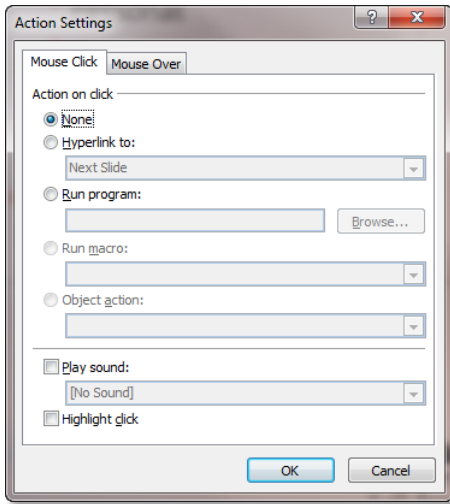 Action Settings
?
Mouse Click Mouse Over
Action on click
None
Hyperlink to:
Next Slide
Run program:
Browse...
Run macro:
Object action:
Play sound:
[No Sound]
Highlight click
OK Cancel